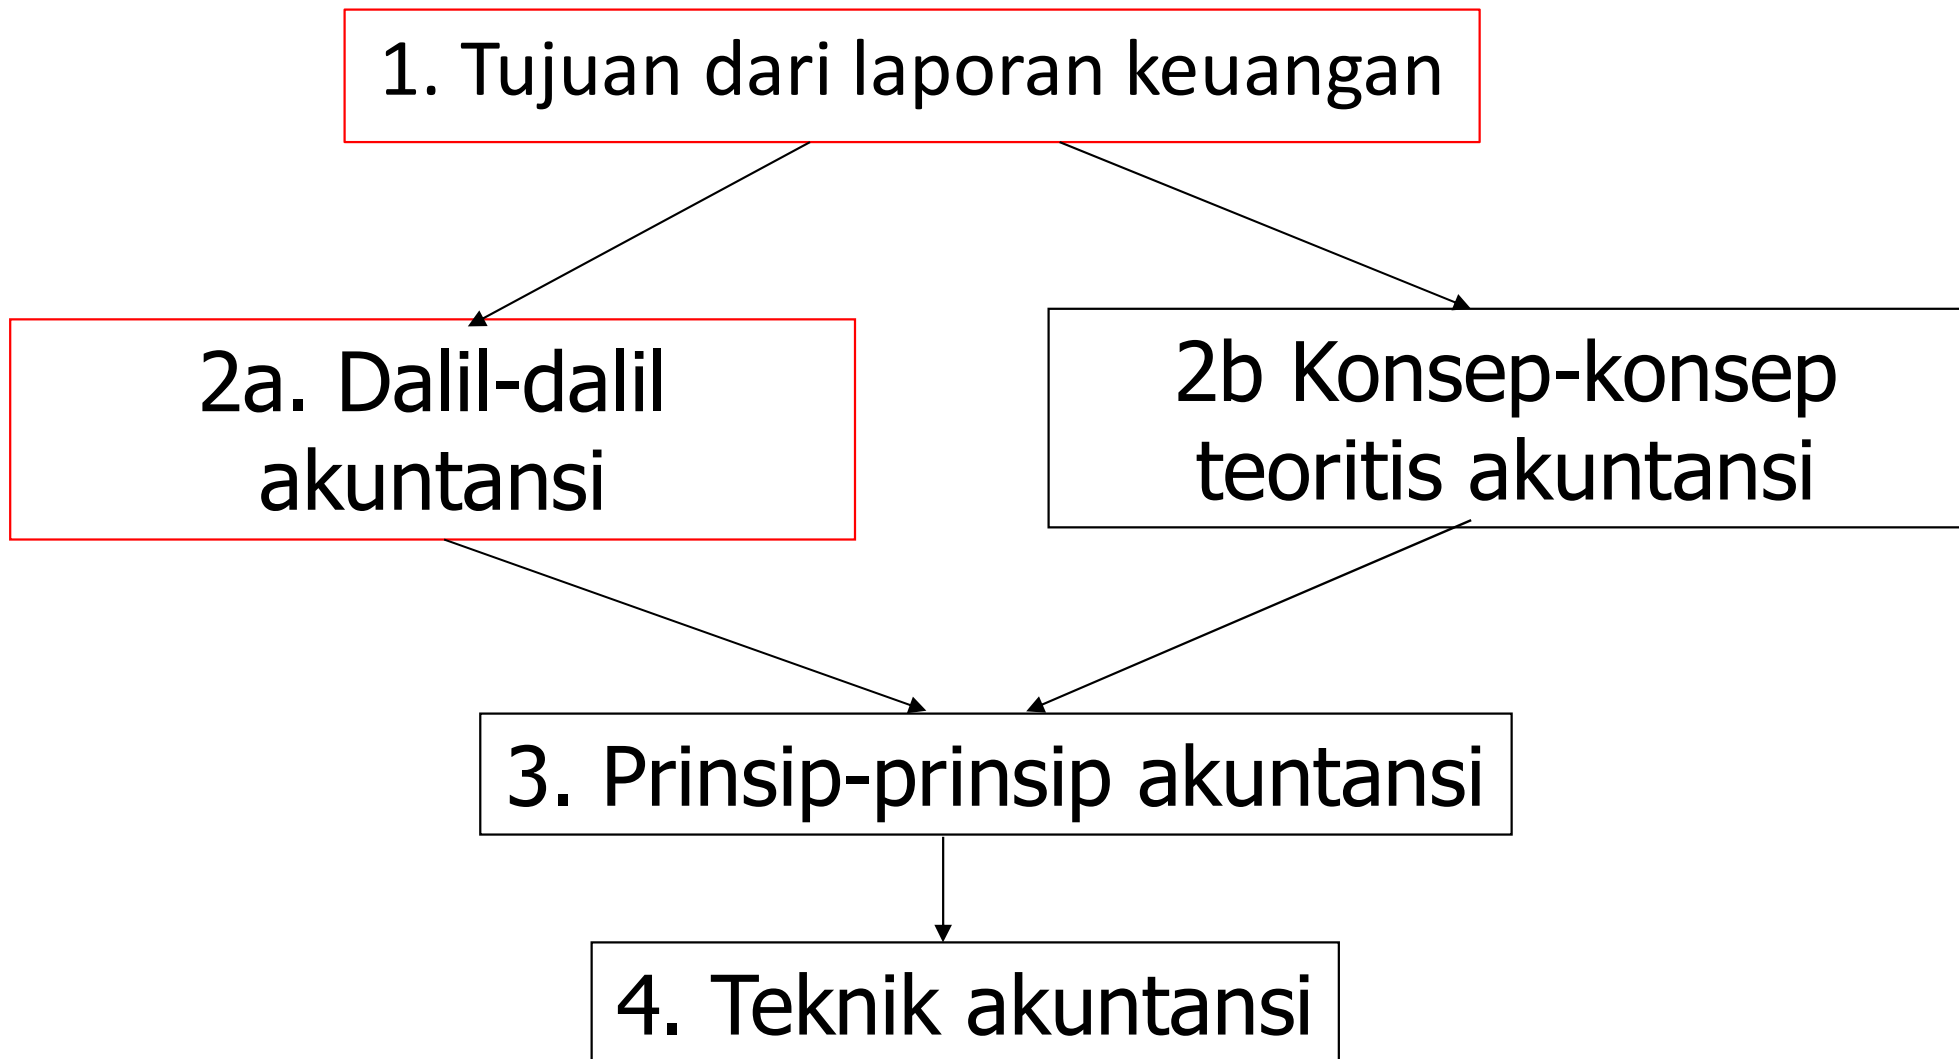 1. Tujuan dari laporan keuangan
2a. Dalil-dalil
akuntansi
2b Konsep-konsep
teoritis akuntansi
3. Prinsip-prinsip akuntansi
4. Teknik akuntansi